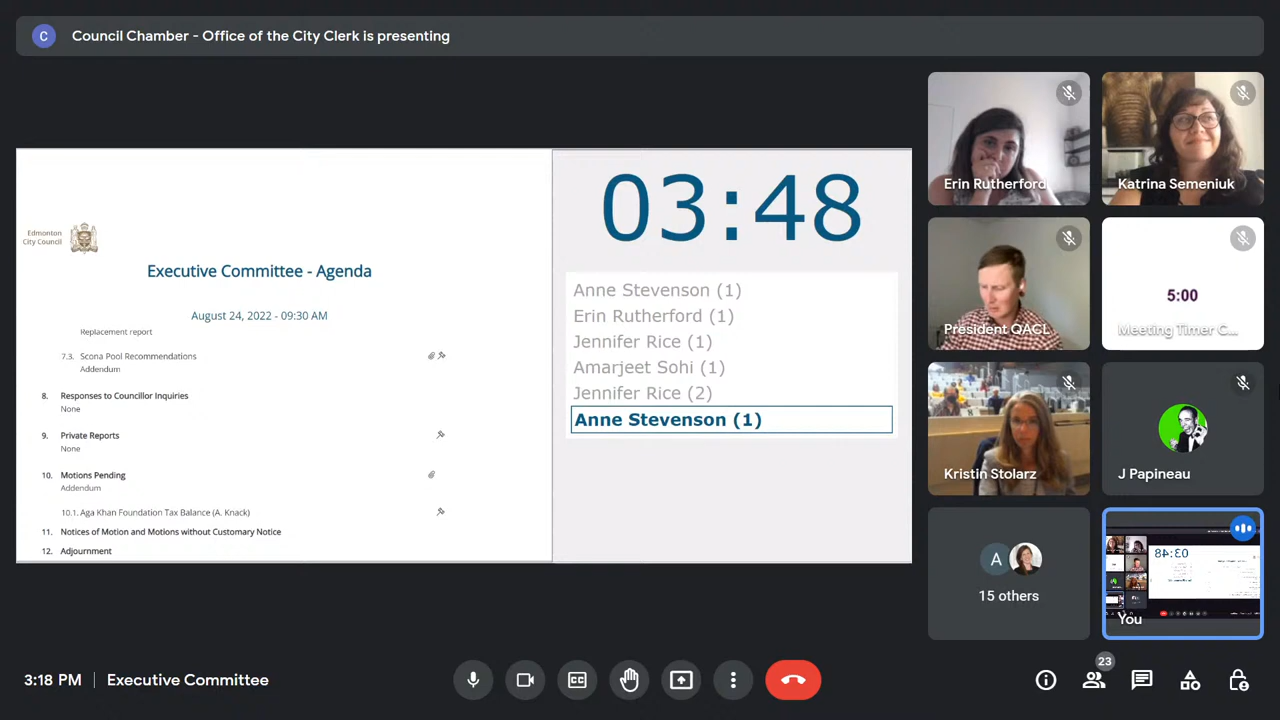 C
Council Chamber - Office of the City Clerk is presenting
Edmonton
City Council
Executive Committee - Agenda
August 24, 2022 - 09:30 AM
Replacement report
7.3. Scona Pool Recommendations
Addendum
8. Responses to Councillor Inquiries
None
9. Private Reports
None
10. Motions Pending
Addendum
10.1. Aga Khan Foundation Tax Balance (A. Knack)
11. Notices of Motion and Motions without Customary Notice
12. Adjournment
03:48
Anne Stevenson (1)
Erin Rutherford (1)
Jennifer Rice (1)
Amarjeet Sohi (1)
Jennifer Rice (2)
Anne Stevenson (1)
Erin Rutherford
Katrina Semeniuk
President QACL
5:00
Meeting Timer C...
Kristin Stolarz
J Papineau
A
15 others
03:48
You
3:18 PM | Executive Committee
CC
23